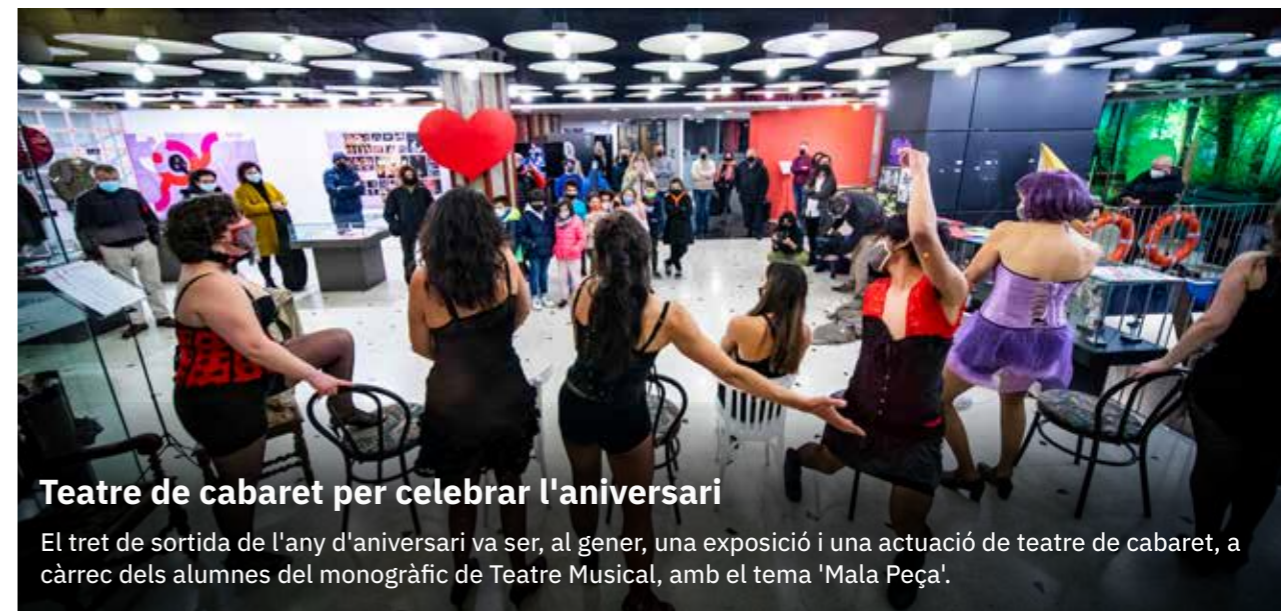 Teatre de cabaret per celebrar l'aniversari
El tret de sortida de l'any d'aniversari va ser, al gener, una exposició i una actuació de teatre de cabaret, a
càrrec dels alumnes del monogràfic de Teatre Musical, amb el tema 'Mala Peça'.